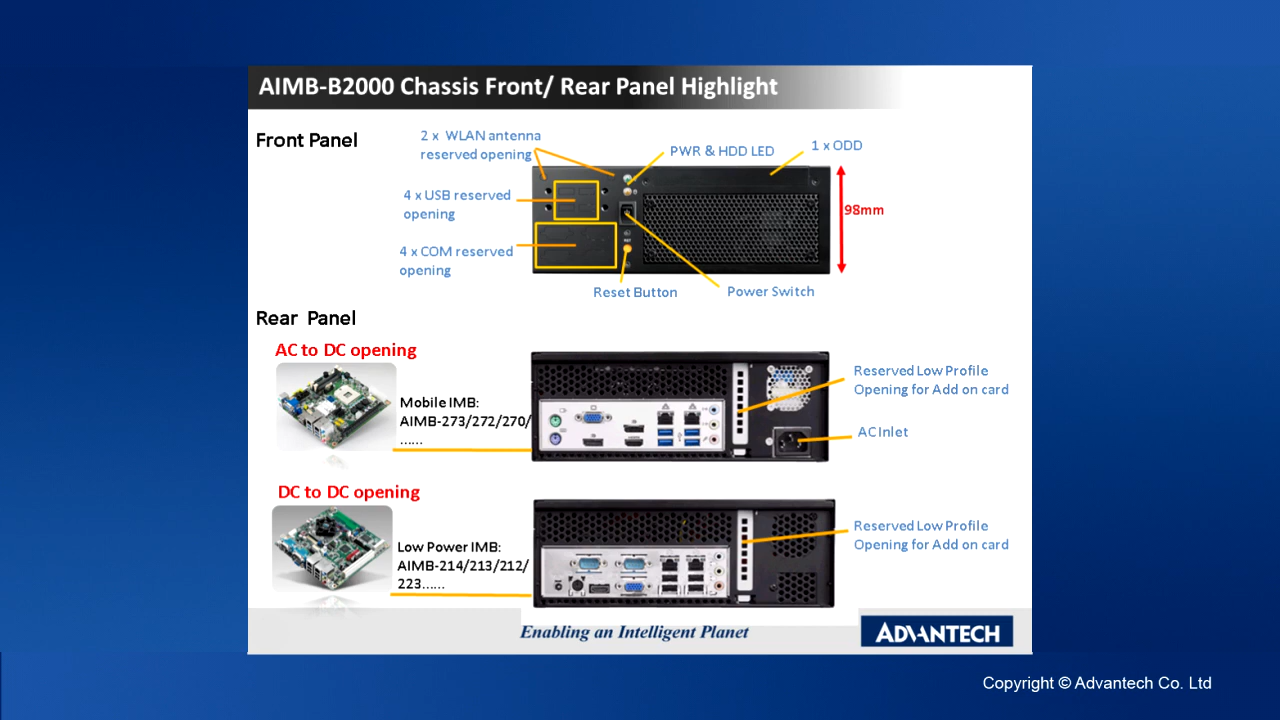 AIMB-B2000 Chassis Front/ Rear Panel Highlight
Front Panel
2 x WLAN antenna
reserved opening
PWR & HDD LED
1 x ODD
4 x USB reserved
opening
98mm
4 x COM reserved
opening
Reset Button
Power Switch
Rear Panel
AC to DC opening
Mobile IMB:
AIMB-273/272/270/
......
Reserved Low Profile
Opening for Add on card
AC Inlet
DC to DC opening
Low Power IMB:
AIMB-214/213/212/
223......
Reserved Low Profile
Opening for Add on card
Enabling an Intelligent Planet
ADVANTECH
Copyright © Advantech Co. Ltd